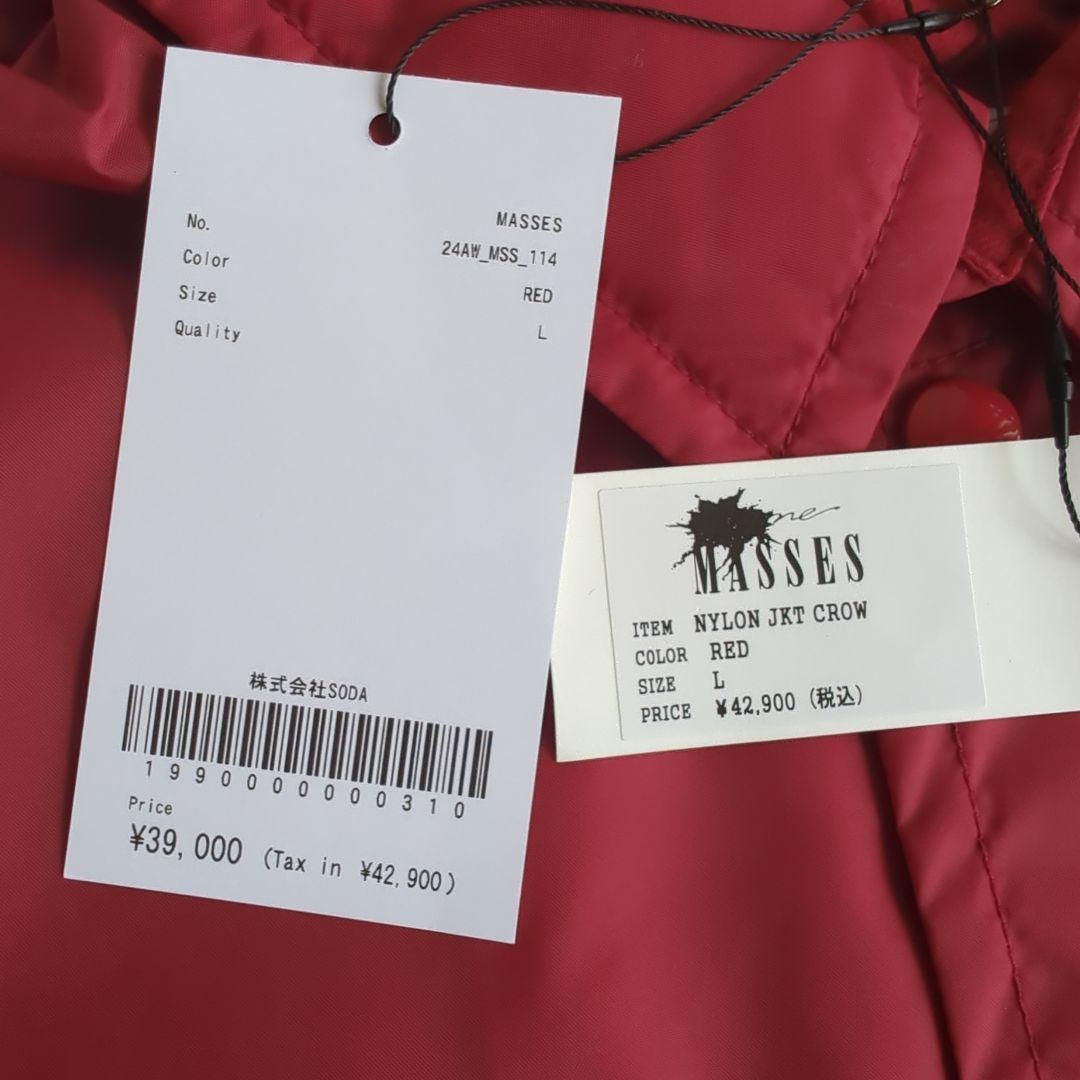 MASSES
No. 24AW_MSS_114
Color RED
Size L
Quality
株式会社SODA
1990000000310
Price
¥39,000 (Tax in ¥42,900)
me
MASSES
ITEM NYLON JKT CROW
COLOR RED
SIZE L
PRICE ¥42,900 (税込)